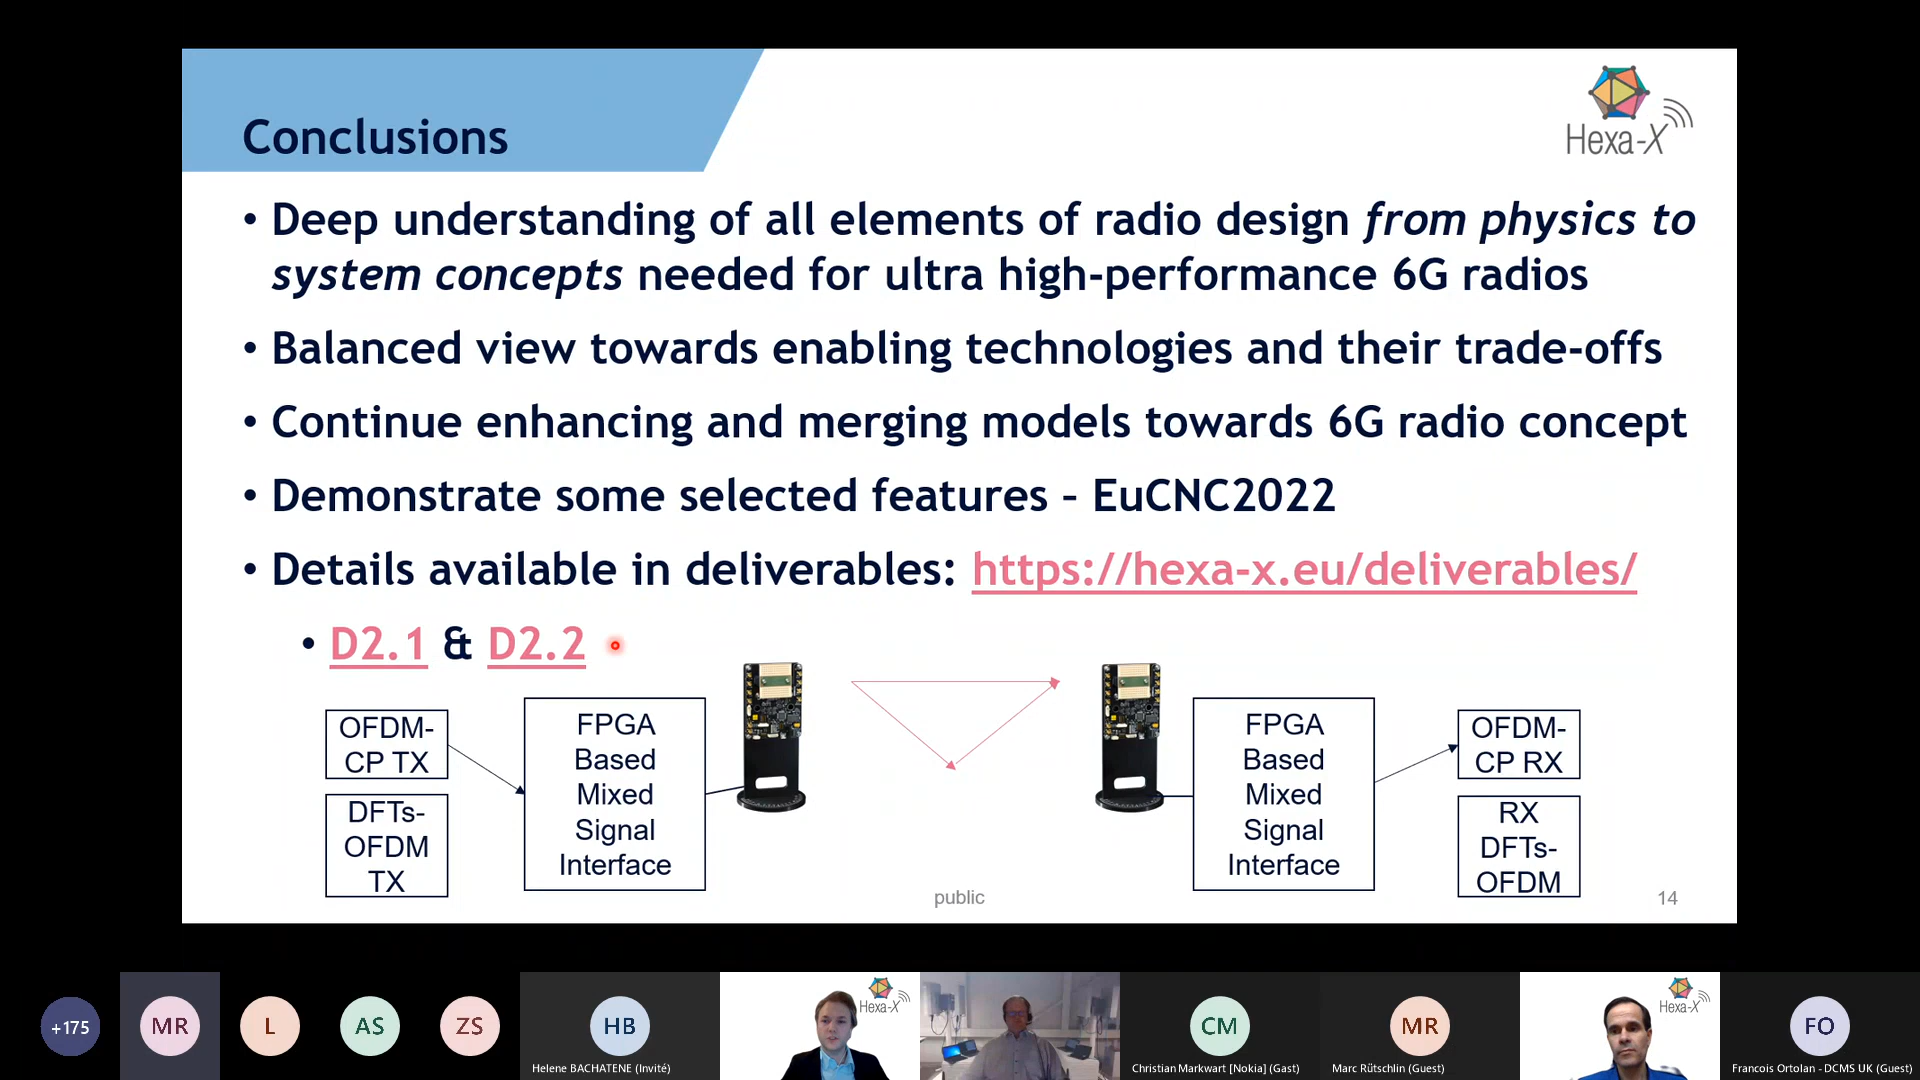 Conclusions
Hexa-X
• Deep understanding of all elements of radio design from physics to
system concepts needed for ultra high-performance 6G radios
• Balanced view towards enabling technologies and their trade-offs
• Continue enhancing and merging models towards 6G radio concept
• Demonstrate some selected features – EuCNC2022
• Details available in deliverables: https://hexa-x.eu/deliverables/
• D2.1 & D2.2
OFDM-
CP TX
DFTs-
OFDM
TX
FPGA
Based
Mixed
Signal
Interface
FPGA
Based
Mixed
Signal
Interface
OFDM-
CP RX
RX
DFTs-
OFDM
public
14
+175
MR
L
AS
ZS
HB
Helene BACHATENE (Invité)
Hexa-X
CM
Christian Markwart [Nokia] (Gast)
MR
Marc Rütschlin (Guest)
Hexa-X
FO
Francois Ortolan - DCMS UK (Guest)